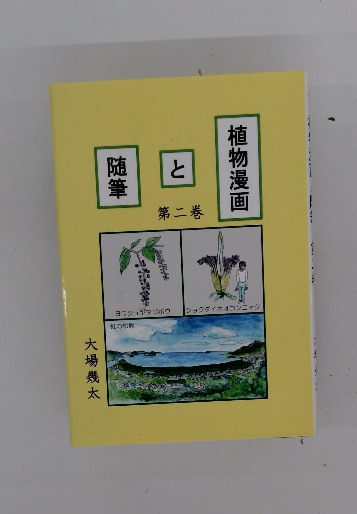 植物漫画
と
随筆
第二巻
ヨウシュヤマゴボウ
ショクダイオオコンニャク
虹の松原
大場幾太